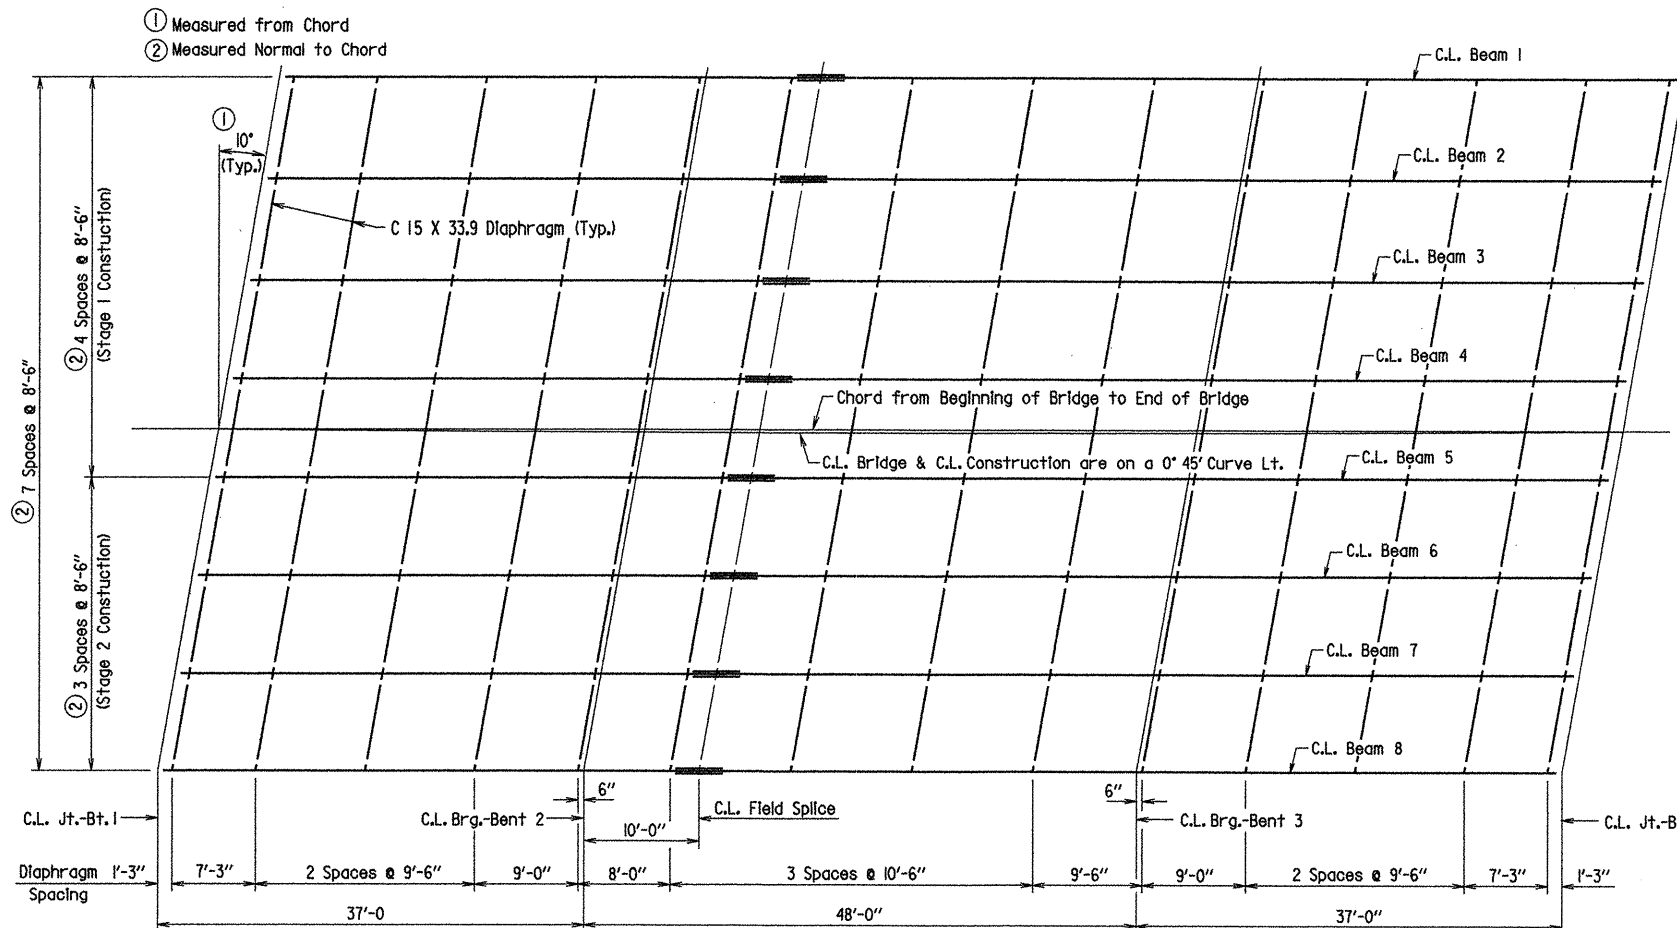 ① Measured from Chord
② Measured Normal to Chord
C.L. Beam 1
①
10°
(Typ.)
C.L. Beam 2
C 15 X 33.9 Diaphragm (Typ.)
② 7 Spaces @ 8'-6"
② 4 Spaces @ 8'-6"
(Stage 1 Constuction)
C.L. Beam 3
C.L. Beam 4
Chord from Beginning of Bridge to End of Bridge
C.L. Bridge & C.L. Construction are on a 0° 45' Curve Lt.
C.L. Beam 5
② 3 Spaces @ 8'-6"
(Stage 2 Constuction)
C.L. Beam 6
C.L. Beam 7
C.L. Beam 8
C.L. Jt.-Bt. 1
C.L. Brg.-Bent 2
6"
10'-0"
C.L. Field Splice
6"
C.L. Brg.-Bent 3
C.L. Jt.-B
Diaphragm
Spacing
1'-3"
7'-3"
2 Spaces @ 9'-6"
9'-0"
8'-0"
3 Spaces @ 10'-6"
9'-6"
9'-0"
2 Spaces @ 9'-6"
7'-3"
1'-3"
37'-0
48'-0"
37'-0"